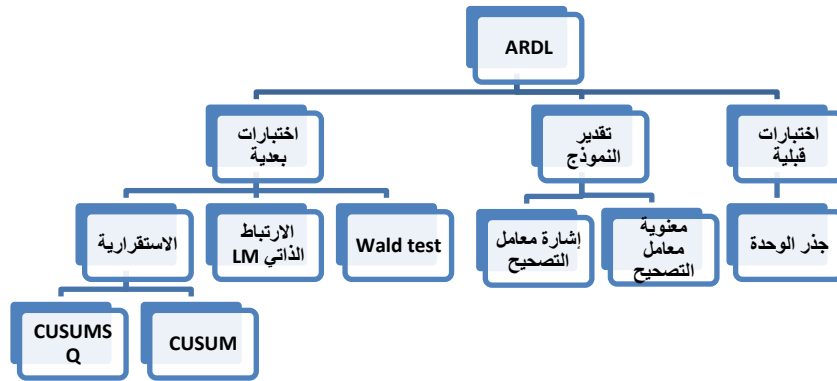 ARDL
اختبارات
قبلية
تقدير
النموذج
اختبارات
بعدية
جذر الوحدة
معنوية
معامل
التصحيح
إشارة معامل
التصحيح
Wald test
الارتباط
الذاتي LM
الاستقرارية
CUSUM
CUSUMS
Q